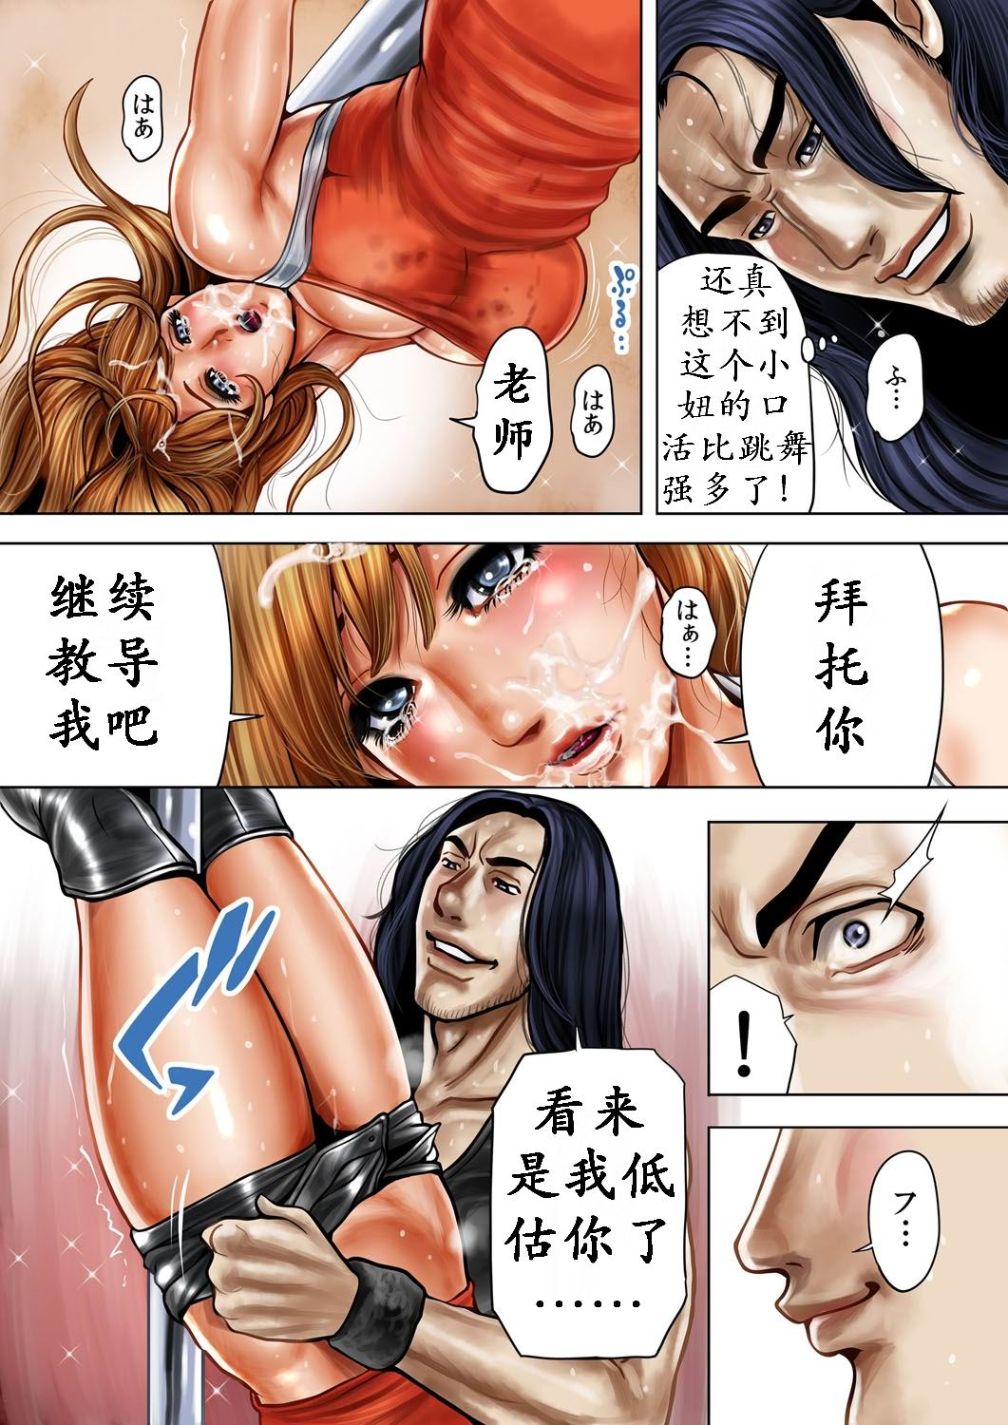 还真
想不到
这个小
妞的口
活比跳舞
强多了！
ふ…
はあ
ぷる…
はあ
老
师
拜
托
你
はぁ…
继续
教导
我吧
！
フ…
看来
是我低
估你了
……